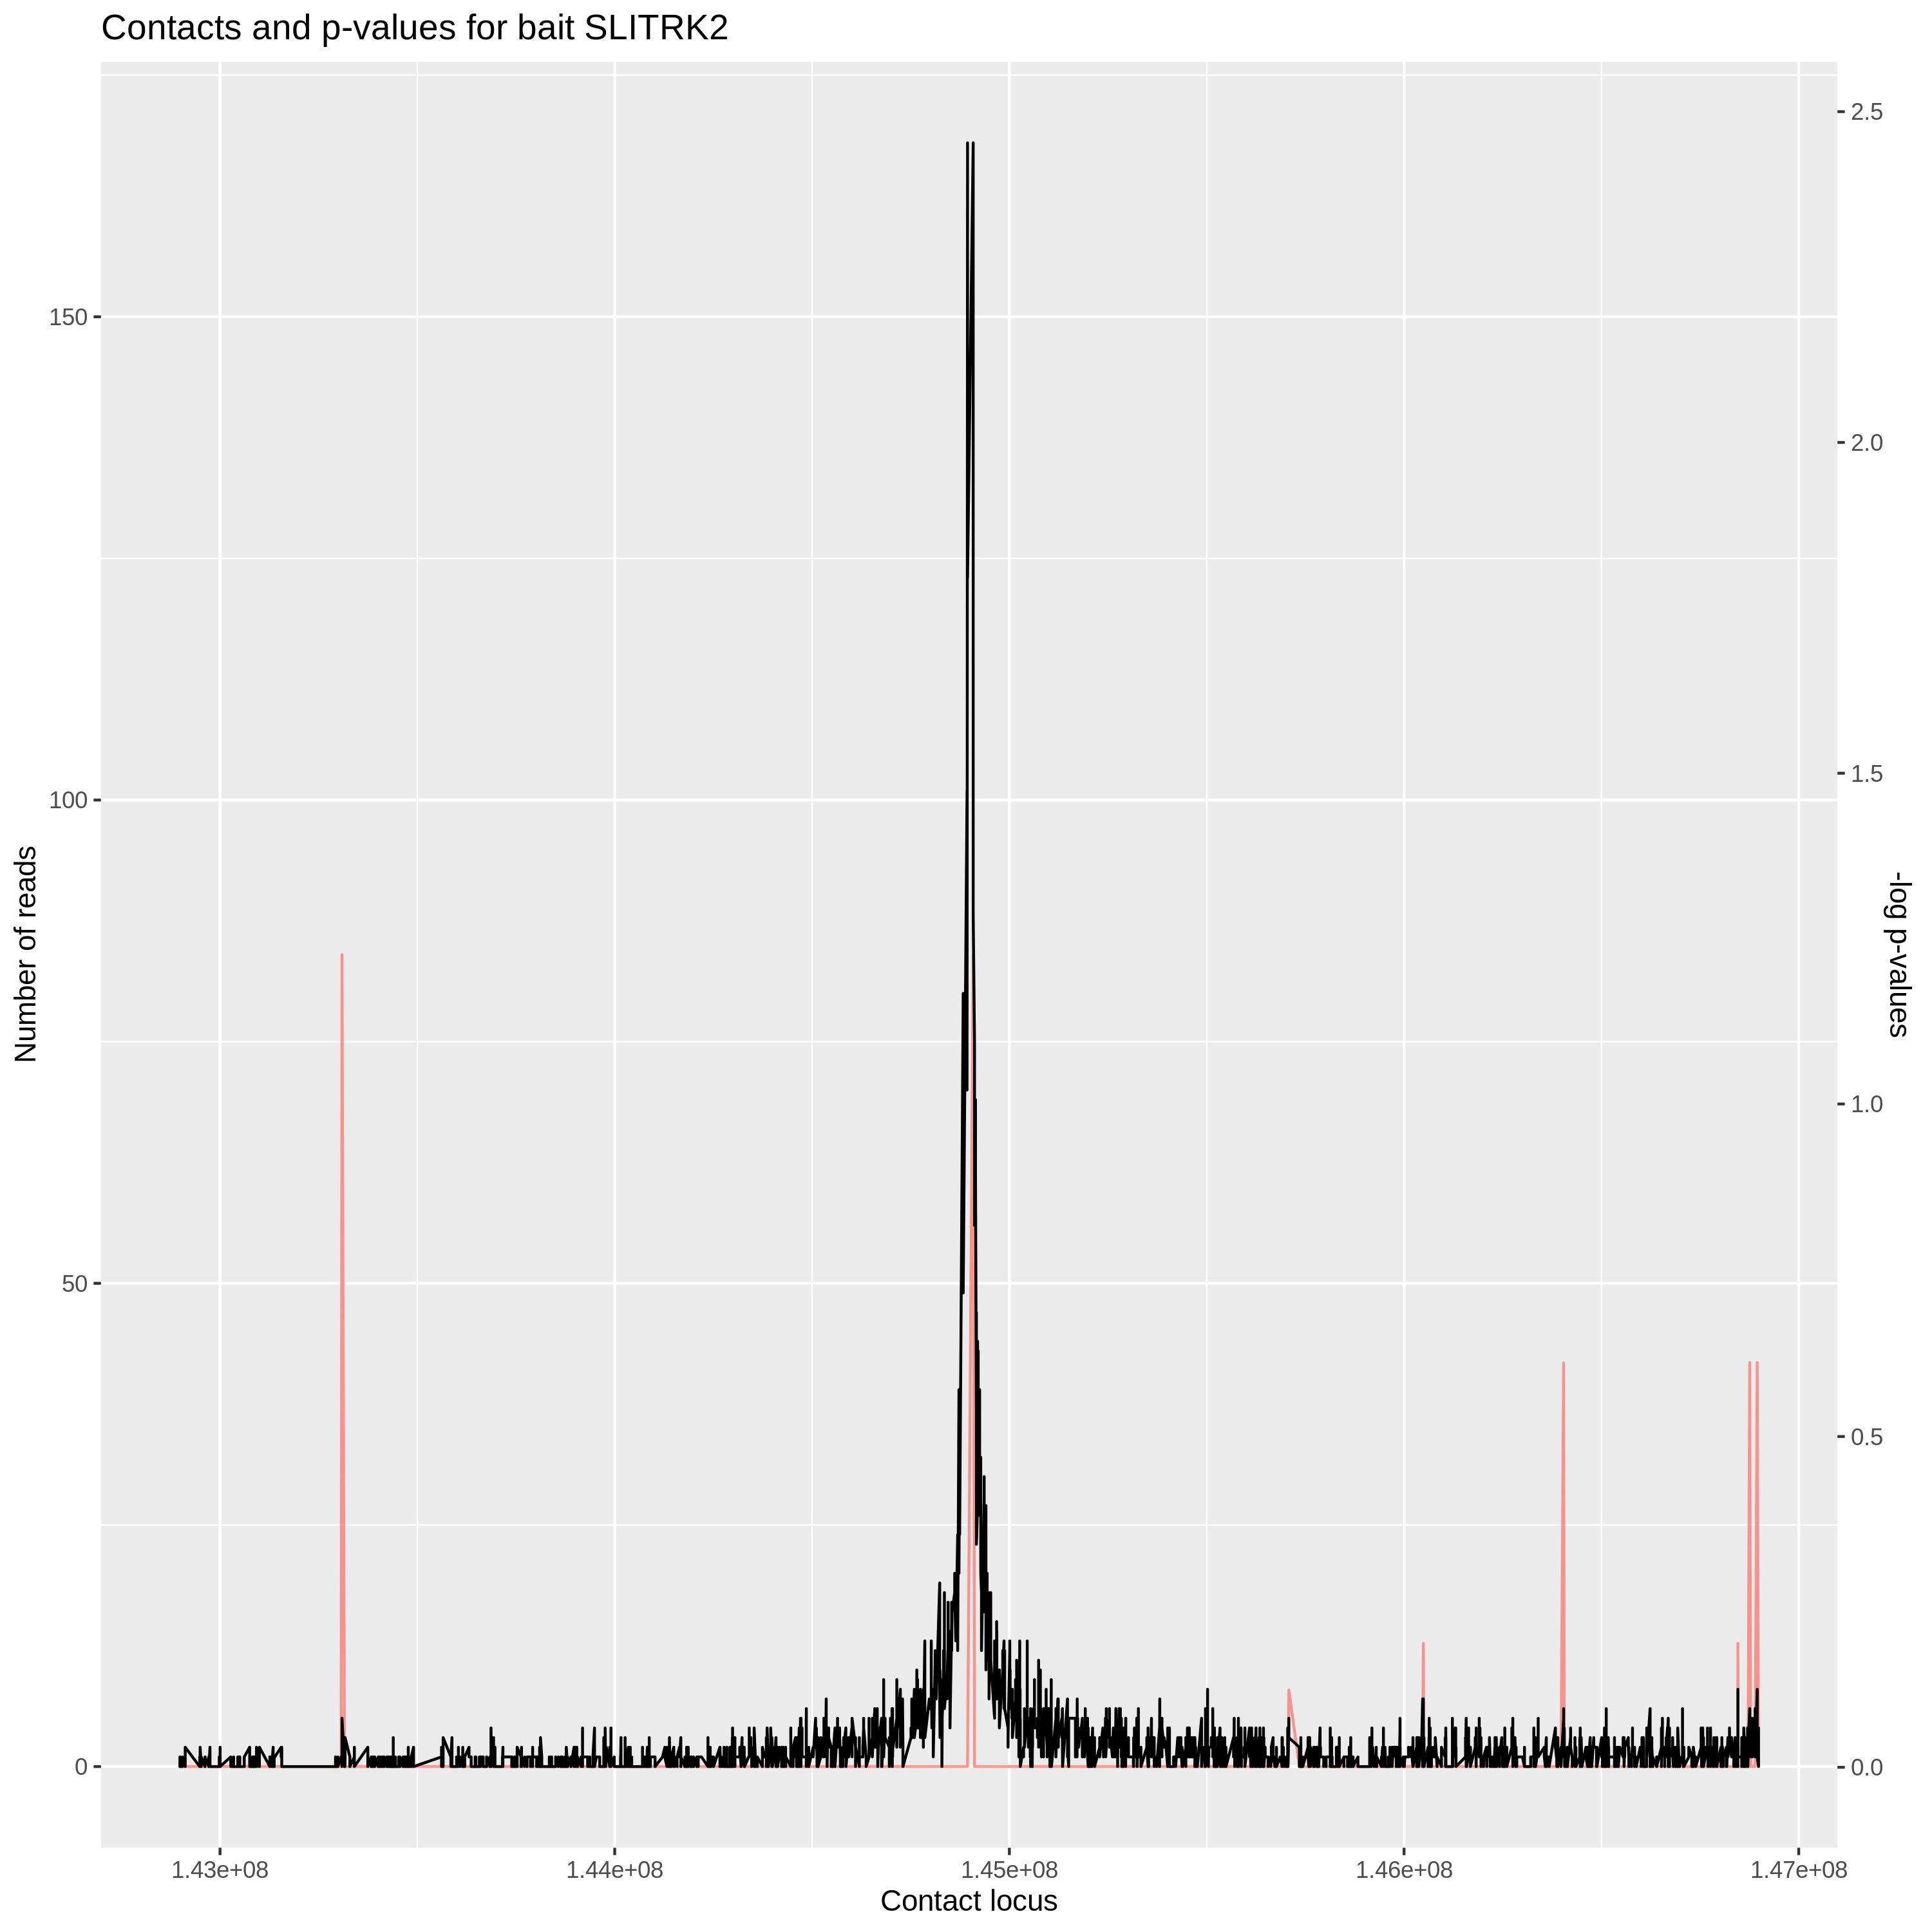 Contacts and p-values for bait SLITRK2
Number of reads
150
100
50
0
2.5
2.0
1.5
1.0
0.5
0.0
-log p-values
1.43e+08
1.44e+08
1.45e+08
1.46e+08
1.47e+08
Contact locus